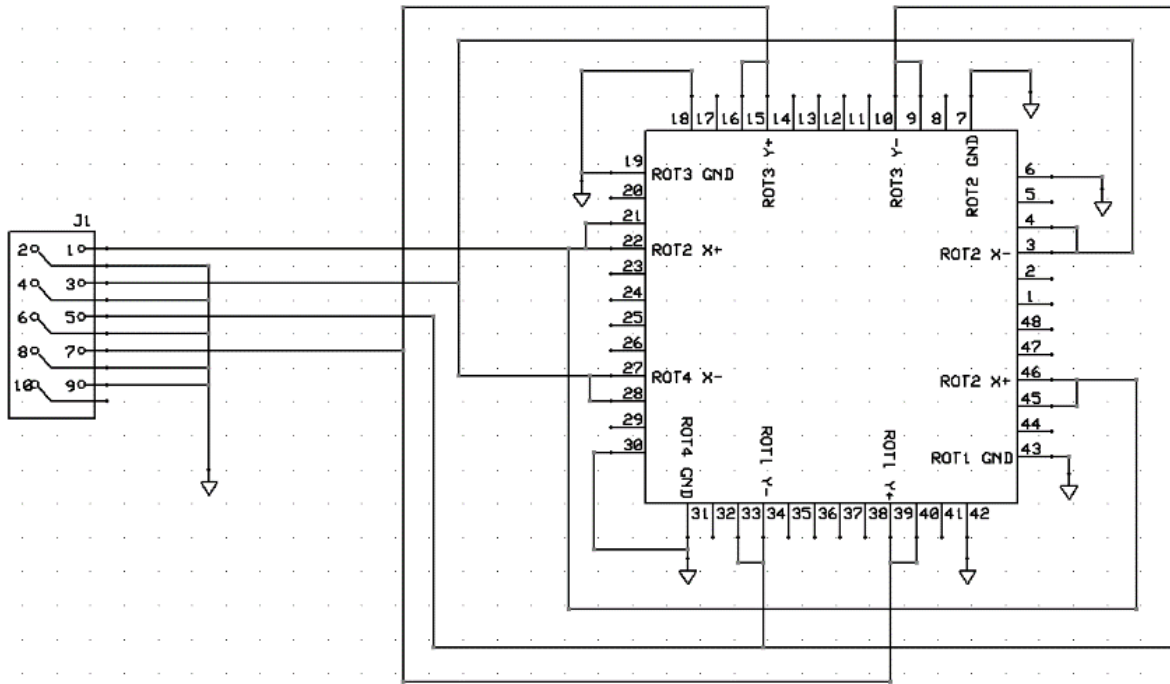 18 17 16 15 14 13 12 11 10 9 8 7
ROT3 Y+
ROT3 Y-
ROT2 GND
19
ROT3 GND
6
20
5
21
4
22
ROT2 X+
ROT2 X-
3
23
2
24
1
25
48
26
47
27
ROT4 X-
ROT2 X+
46
28
45
29
44
30
ROT1 GND
43
ROT4 GND
ROT1 Y-
ROT1 Y+
31 32 33 34 35 36 37 38 39 40 41 42
J1
2 1
4 3
6 5
8 7
10 9